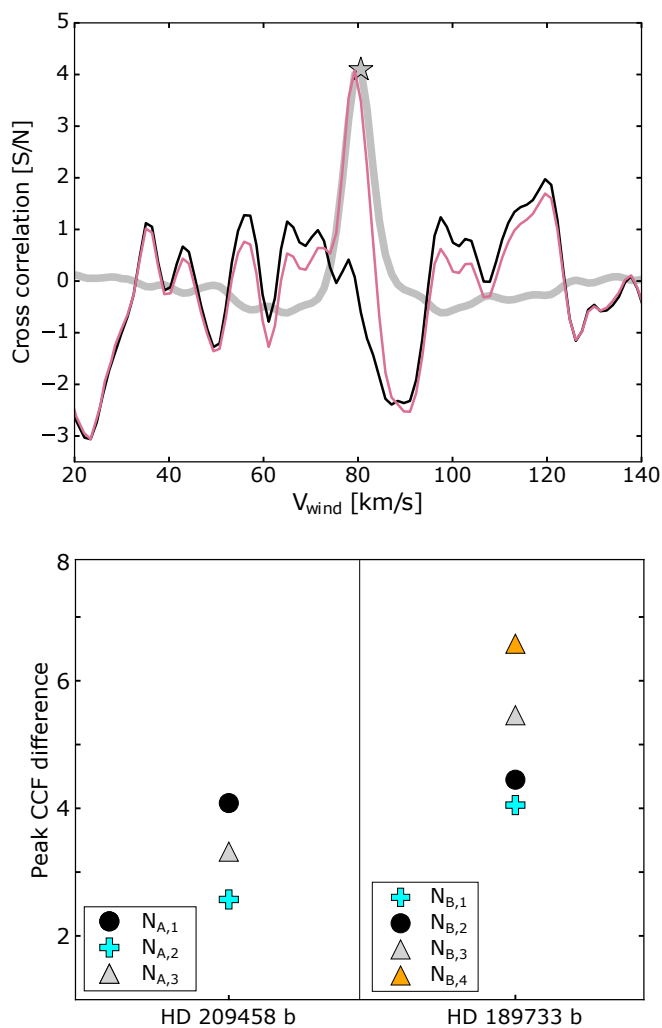 5
4
3
2
1
0
−1
−2
−3
Cross correlation [S/N]
20 40 60 80 100 120 140
V_wind [km/s]
8
6
4
2
Peak CCF difference
N_A,1
N_A,2
N_A,3
N_B,1
N_B,2
N_B,3
N_B,4
HD 209458 b HD 189733 b